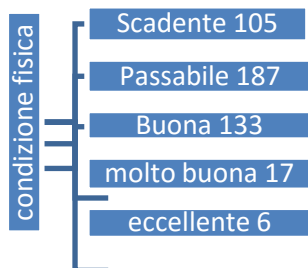 condizione fisica
Scadente 105
Passabile 187
Buona 133
molto buona 17
eccellente 6